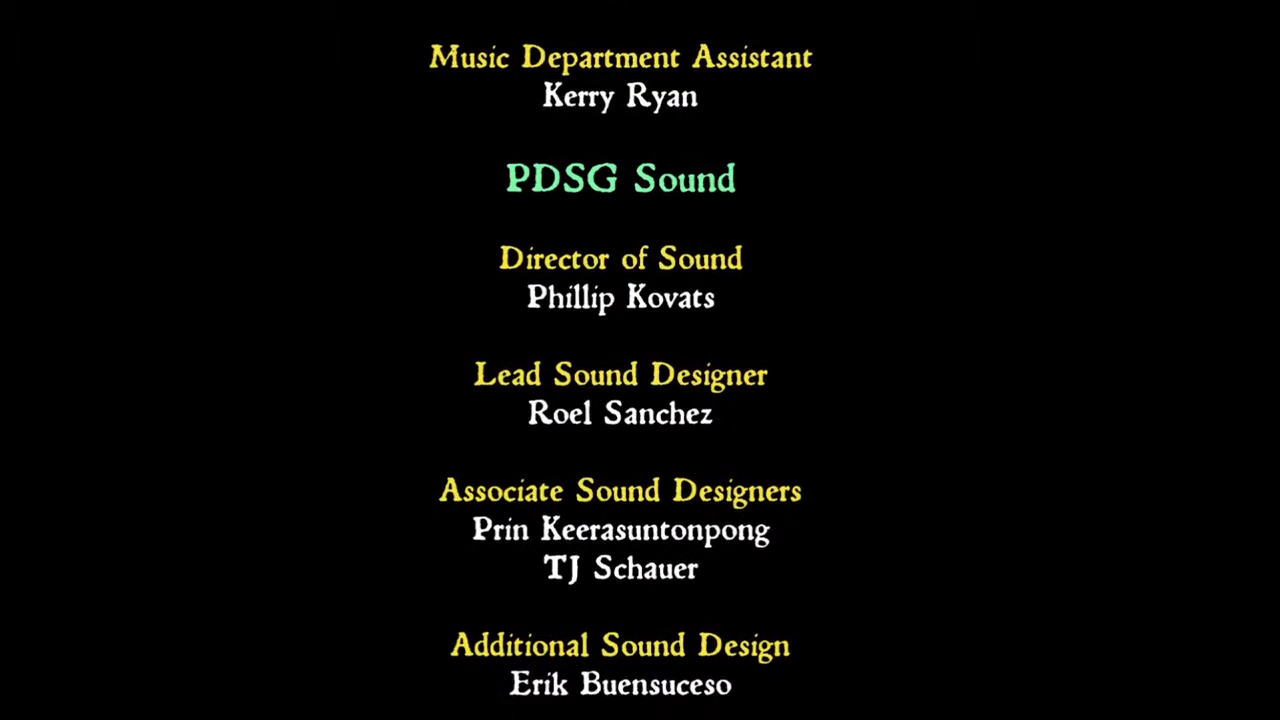 Music Department Assistant
Kerry Ryan
PDSG Sound
Director of Sound
Phillip Kovats
Lead Sound Designer
Roel Sanchez
Associate Sound Designers
Prin Keerasuntonpong
TJ Schauer
Additional Sound Design
Erik Buensuceso